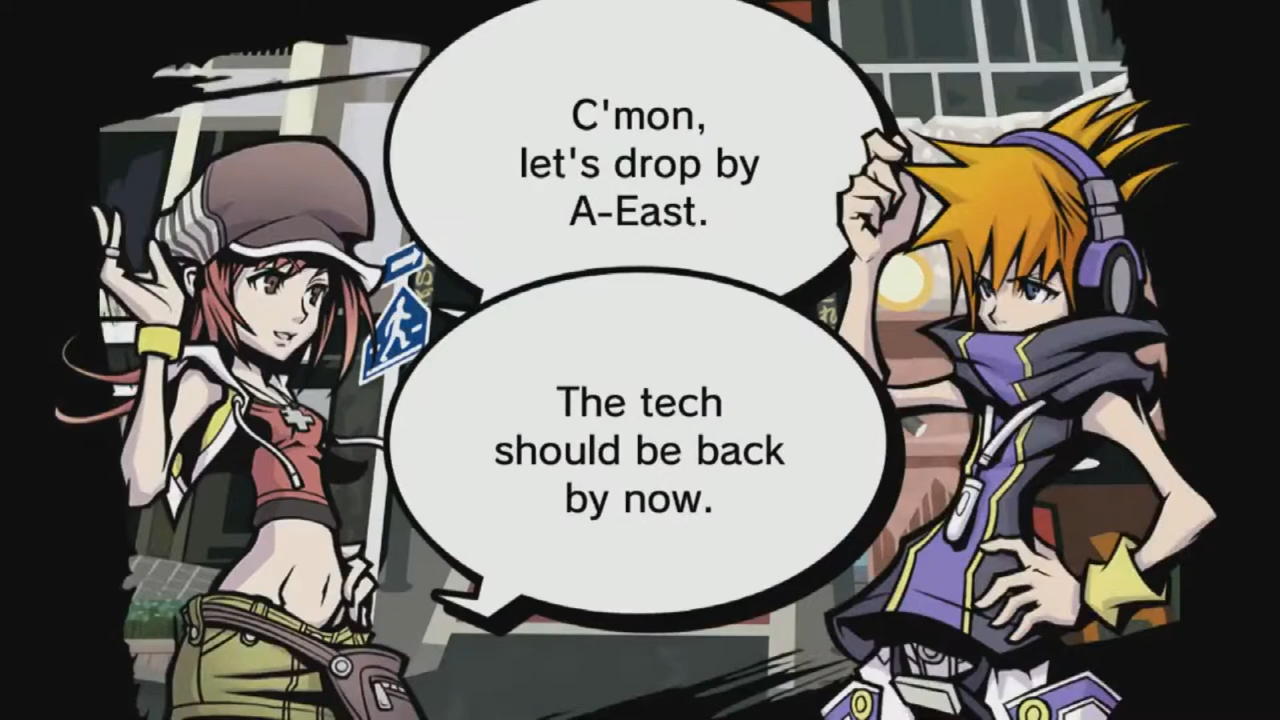 C'mon,
let's drop by
A-East.
The tech
should be back
by now.